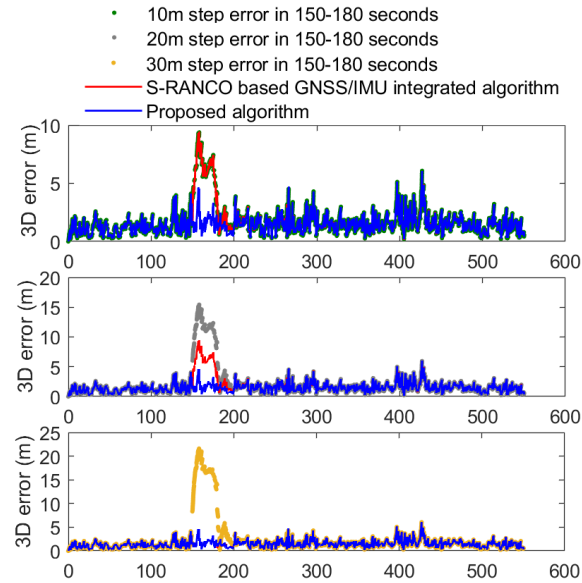 10m step error in 150-180 seconds
20m step error in 150-180 seconds
30m step error in 150-180 seconds
S-RANCO based GNSS/IMU integrated algorithm
Proposed algorithm
3D error (m)
10
5
0
0 100 200 300 400 500 600
3D error (m)
20
15
10
5
0
0 100 200 300 400 500 600
3D error (m)
25
20
15
10
5
0
0 100 200 300 400 500 600